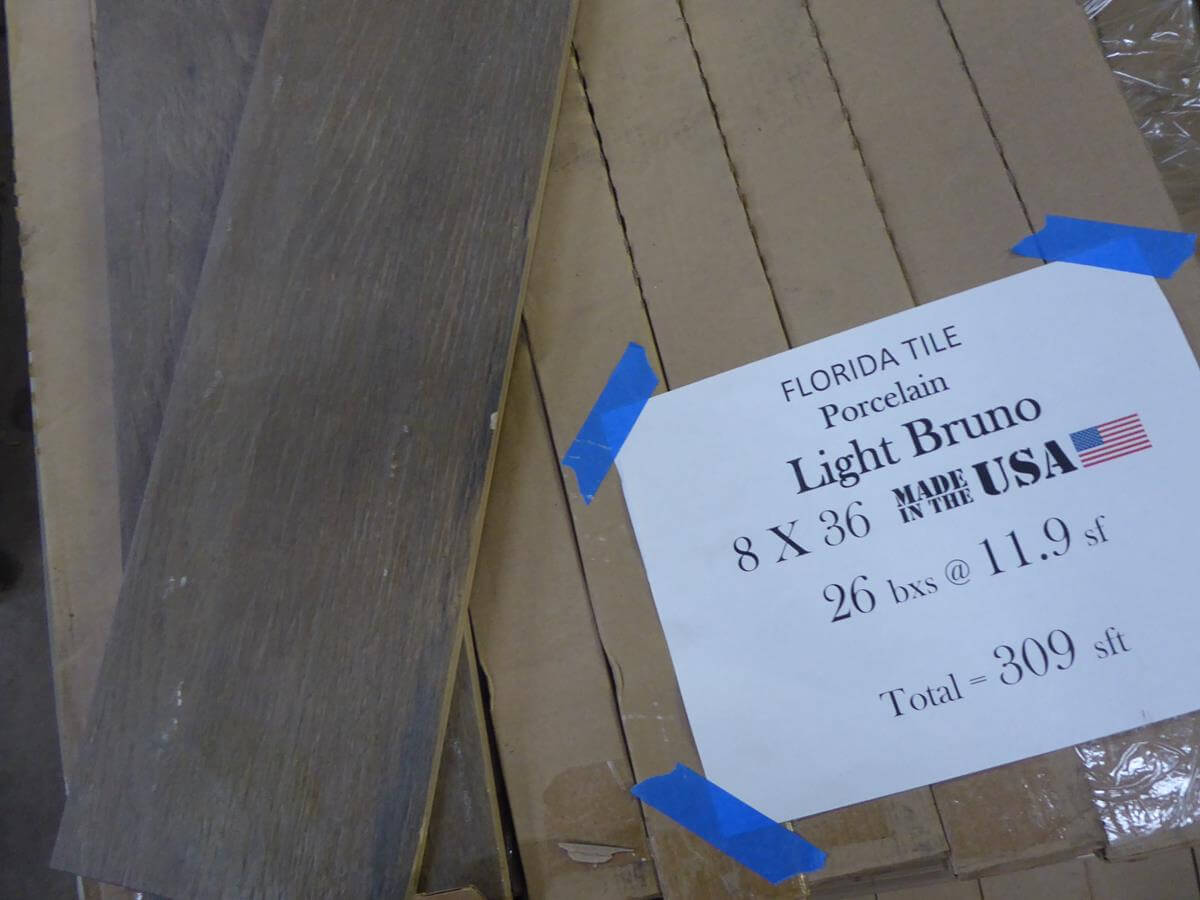 FLORIDA TILE
Porcelain
Light Bruno
8 X 36 MADE IN THE USA
26 bxs @ 11.9 sf
Total = 309 sft